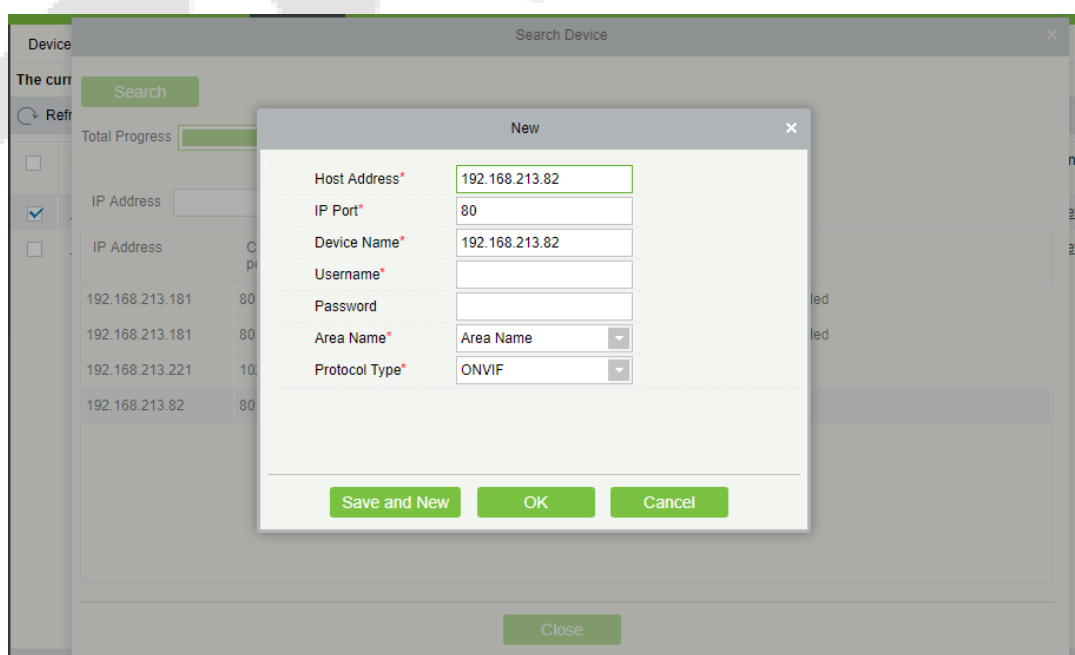 Device
Search Device
×
The curr
Search
Refr
Total Progress
New
×
Host Address* 192.168.213.82
IP Port* 80
IP Address
Device Name* 192.168.213.82
IP Address
Username*
Password
192.168.213.181 80
Area Name* Area Name
192.168.213.181 80
Protocol Type* ONVIF
192.168.213.221
192.168.213.82 80
Save and New OK Cancel
Close